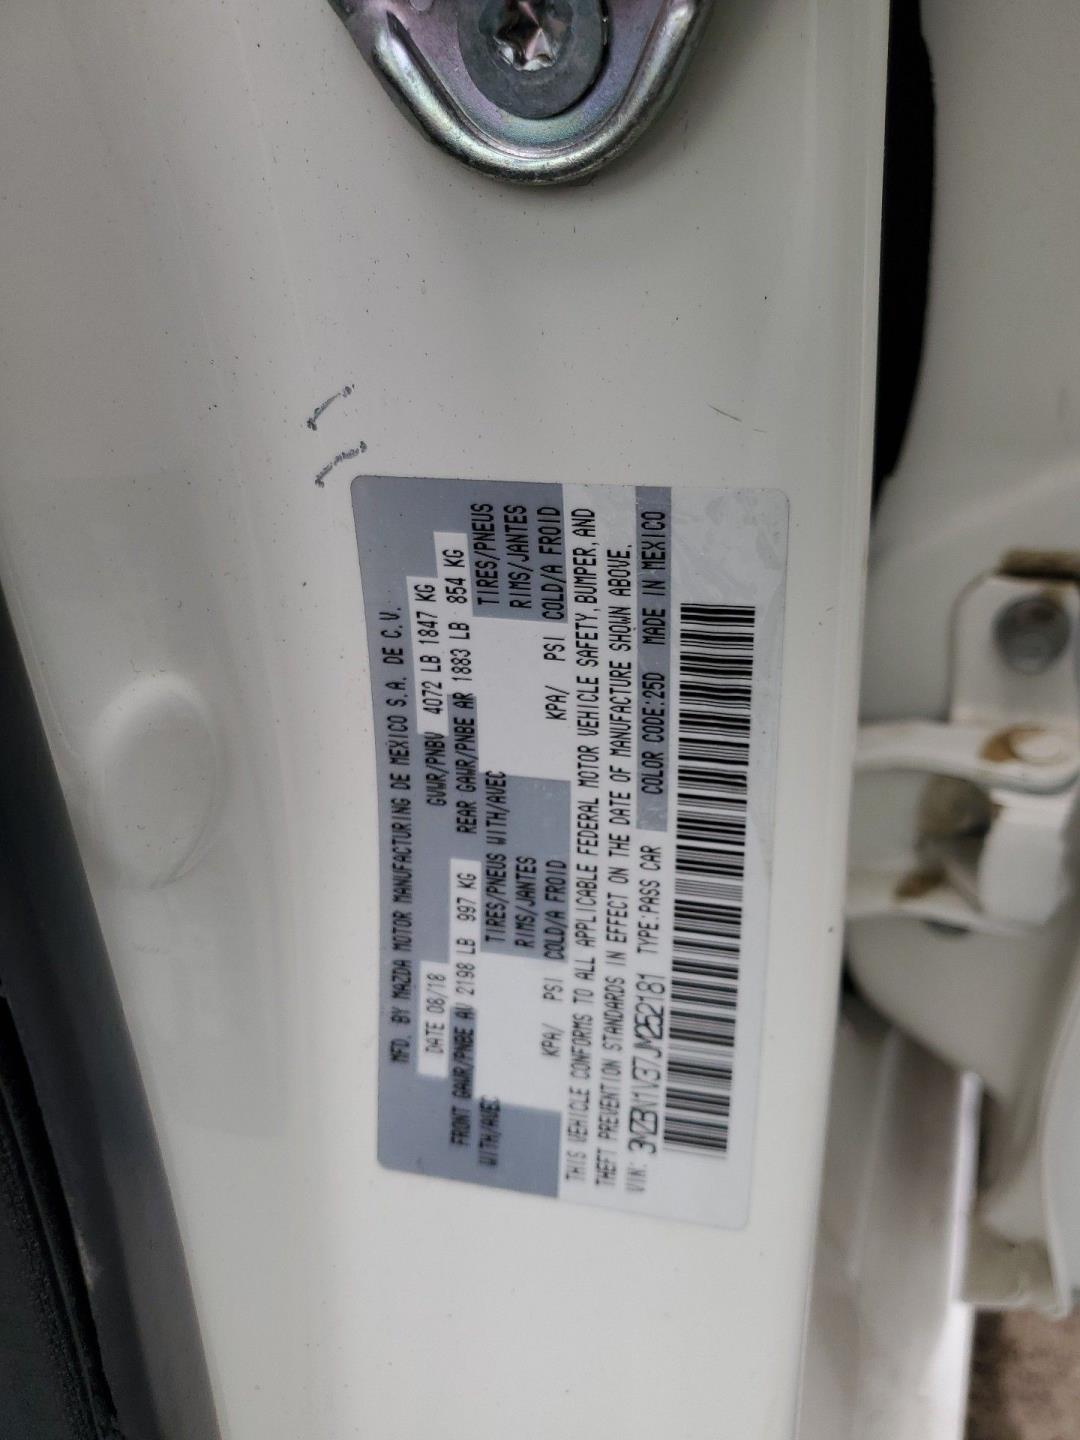 MFD. BY MAZDA MOTOR MANUFACTURING DE MEXICO S.A. DE C.V.
DATE 08/18 GVWR/PNBV 4072 LB 1847 KG
FRONT GAWR/PNBE AV 2198 LB 997 KG REAR GAWR/PNBE AR 1883 LB 854 KG
WITH/AVEC TIRES/PNEUS WITH/AVEC TIRES/PNEUS
RIMS/JANTES RIMS/JANTES
KPA/ PSI COLD/A FROID KPA/ PSI COLD/A FROID
THIS VEHICLE CONFORMS TO ALL APPLICABLE FEDERAL MOTOR VEHICLE SAFETY, BUMPER, AND
THEFT PREVENTION STANDARDS IN EFFECT ON THE DATE OF MANUFACTURE SHOWN ABOVE.
VIN: 3MZBN1V37JM252181 TYPE:PASS CAR COLOR CODE:25D MADE IN MEXICO